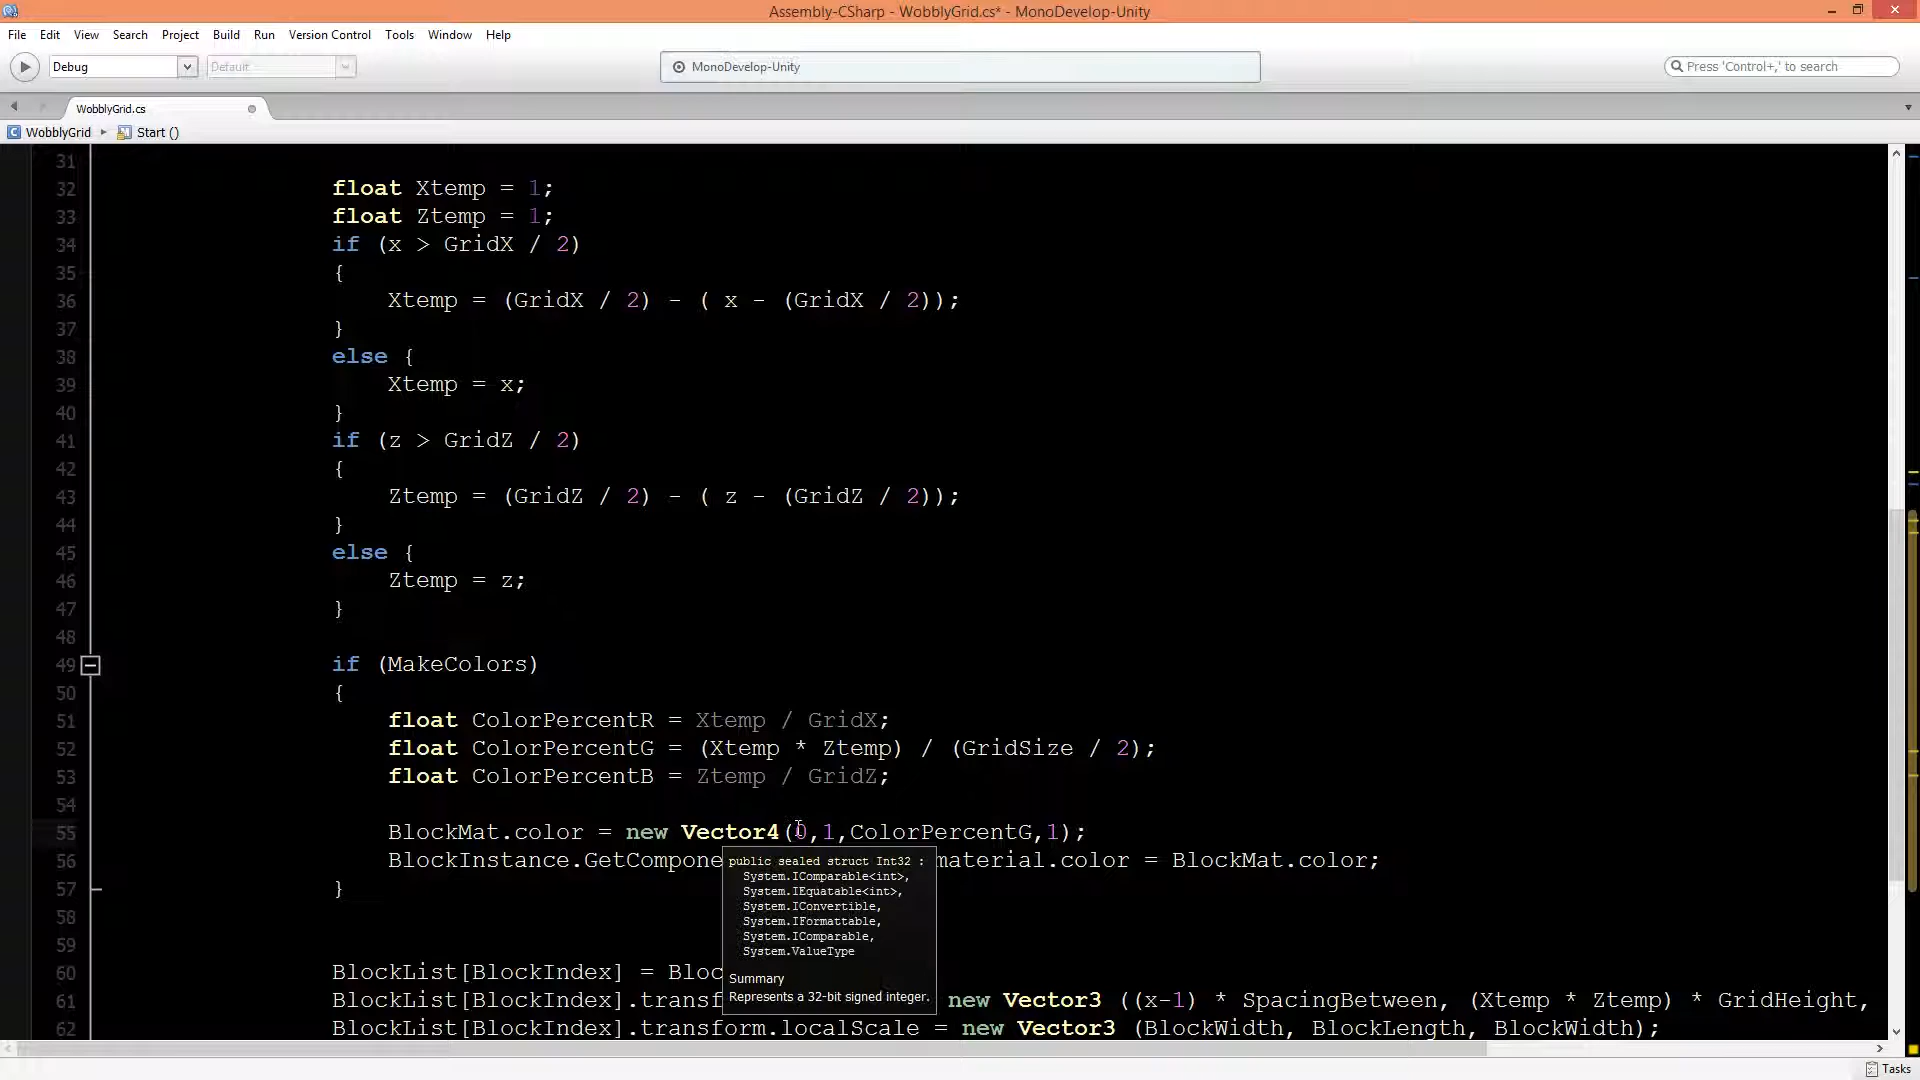 Assembly-CSharp - WobblyGrid.cs* - MonoDevelop-Unity
File Edit View Search Project Build Run Version Control Tools Window Help
Debug Default MonoDevelop-Unity Press 'Control+,' to search
WobblyGrid.cs
WobblyGrid Start ()
31
32 float Xtemp = 1;
33 float Ztemp = 1;
34 if (x > GridX / 2)
35 {
36 Xtemp = (GridX / 2) - ( x - (GridX / 2));
37 }
38 else {
39 Xtemp = x;
40 }
41 if (z > GridZ / 2)
42 {
43 Ztemp = (GridZ / 2) - ( z - (GridZ / 2));
44 }
45 else {
46 Ztemp = z;
47 }
48
49 if (MakeColors)
50 {
51 float ColorPercentR = Xtemp / GridX;
52 float ColorPercentG = (Xtemp * Ztemp) / (GridSize / 2);
53 float ColorPercentB = Ztemp / GridZ;
54
55 BlockMat.color = new Vector4(0,1,ColorPercentG,1);
56 BlockInstance.GetCompone material.color = BlockMat.color;
57 }
58
59
60 BlockList[BlockIndex] = Bloc
61 BlockList[BlockIndex].transf new Vector3 ((x-1) * SpacingBetween, (Xtemp * Ztemp) * GridHeight,
62 BlockList[BlockIndex].transform.localScale = new Vector3 (BlockWidth, BlockLength, BlockWidth);
public sealed struct Int32 :
System.IComparable<int>,
System.IEquatable<int>,
System.IConvertible,
System.IFormattable,
System.IComparable,
System.ValueType
Summary
Represents a 32-bit signed integer.
Tasks